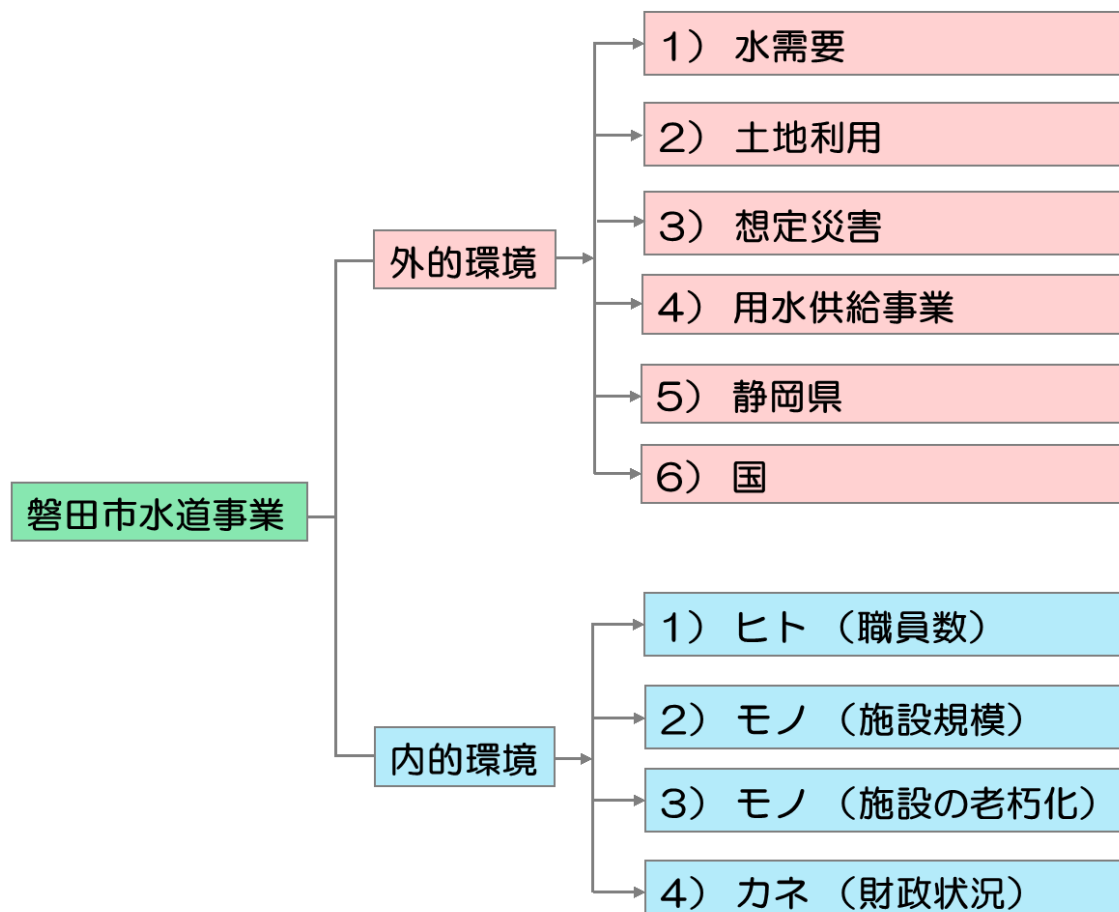 磐田市水道事業
外的環境
1） 水需要
2） 土地利用
3） 想定災害
4） 用水供給事業
5） 静岡県
6） 国
内的環境
1） ヒト （職員数）
2） モノ （施設規模）
3） モノ （施設の老朽化）
4） カネ （財政状況）